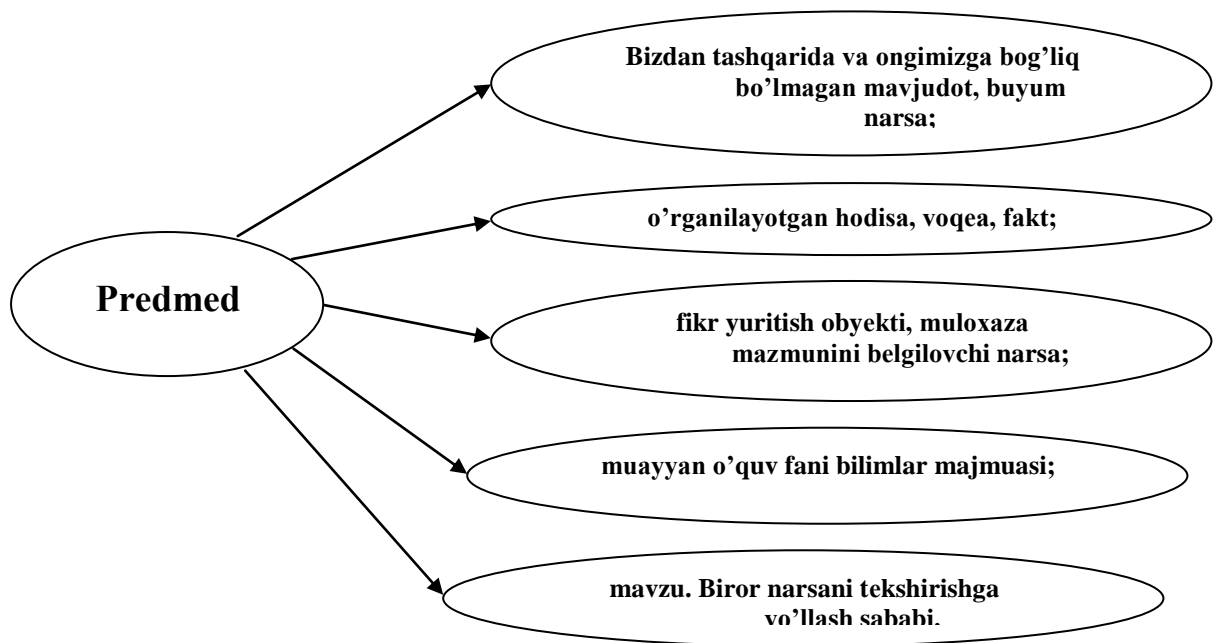 Bizdan tashqarida va ongimizga bog’liq
bo’lmagan mavjudot, buyum
narsa;
o’rganilayotgan hodisa, voqea, fakt;
Predmed
fikr yuritish obyekti, muloxaza
mazmunini belgilovchi narsa;
muayyan o’quv fani bilimlar majmuasi;
mavzu. Biror narsani tekshirishga
yo’llash sababi.